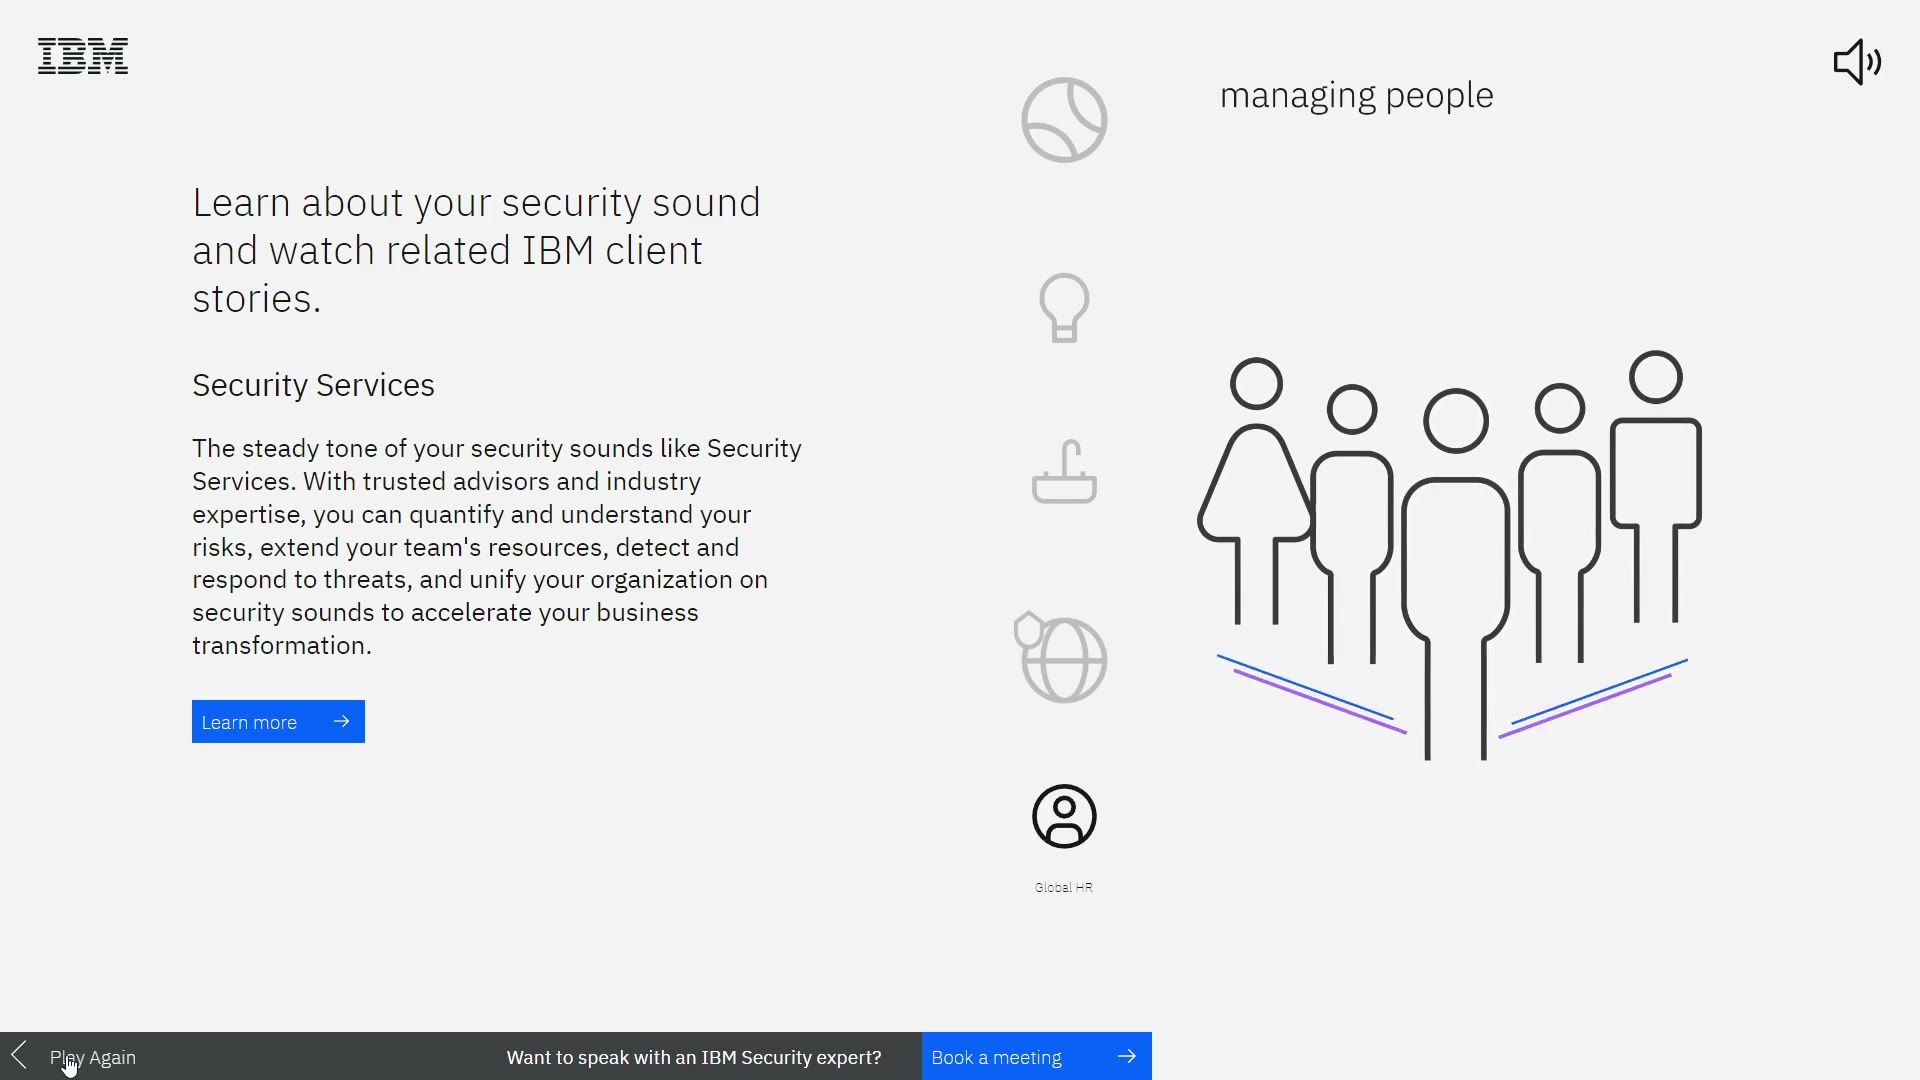 IBM
managing people
Learn about your security sound
and watch related IBM client
stories.
Security Services
The steady tone of your security sounds like Security
Services. With trusted advisors and industry
expertise, you can quantify and understand your
risks, extend your team's resources, detect and
respond to threats, and unify your organization on
security sounds to accelerate your business
transformation.
Learn more
Global HR
Play Again
Want to speak with an IBM Security expert?
Book a meeting